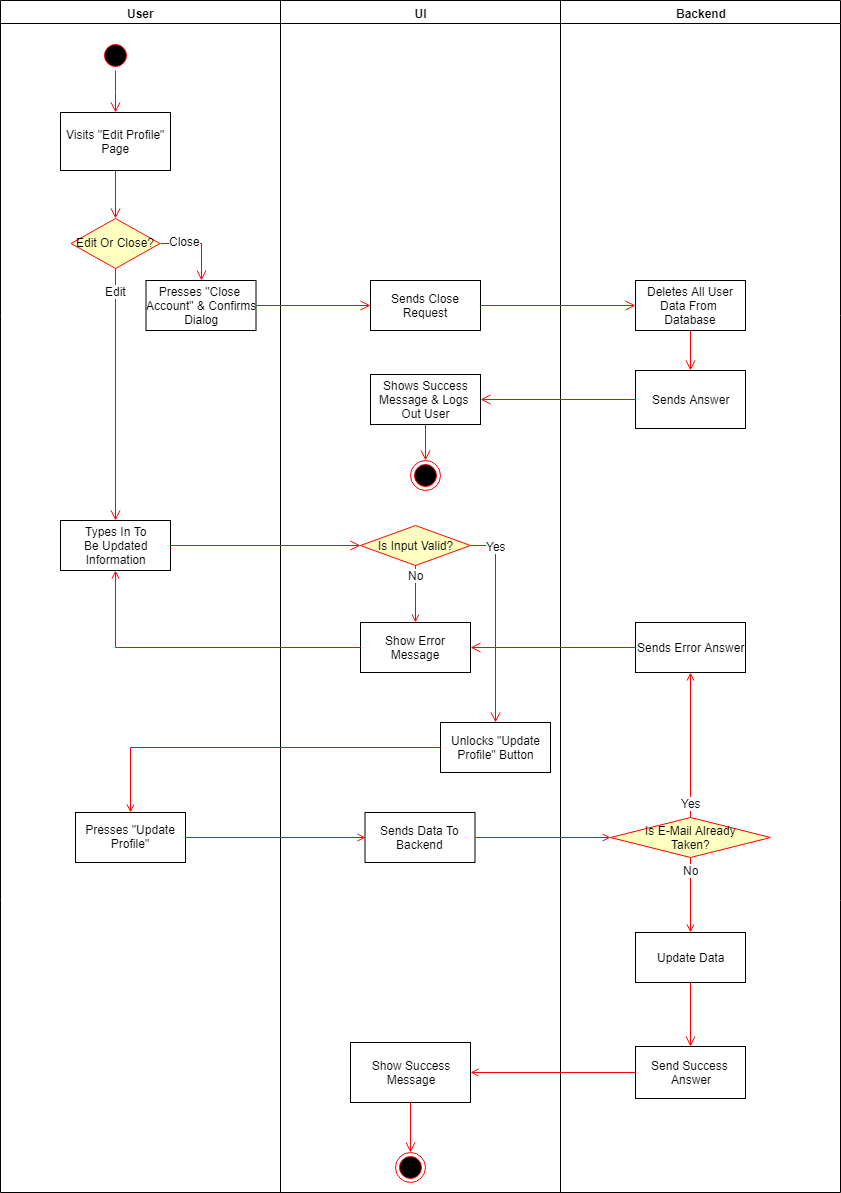 User
UI
Backend
Visits "Edit Profile"
Page
Edit Or Close?
Close
Edit
Presses "Close
Account" & Confirms
Dialog
Sends Close
Request
Deletes All User
Data From
Database
Shows Success
Message & Logs
Out User
Sends Answer
Types In To
Be Updated
Information
Is Input Valid?
Yes
No
Show Error
Message
Sends Error Answer
Unlocks "Update
Profile" Button
Yes
Presses "Update
Profile"
Sends Data To
Backend
Is E-Mail Already
Taken?
No
Update Data
Show Success
Message
Send Success
Answer